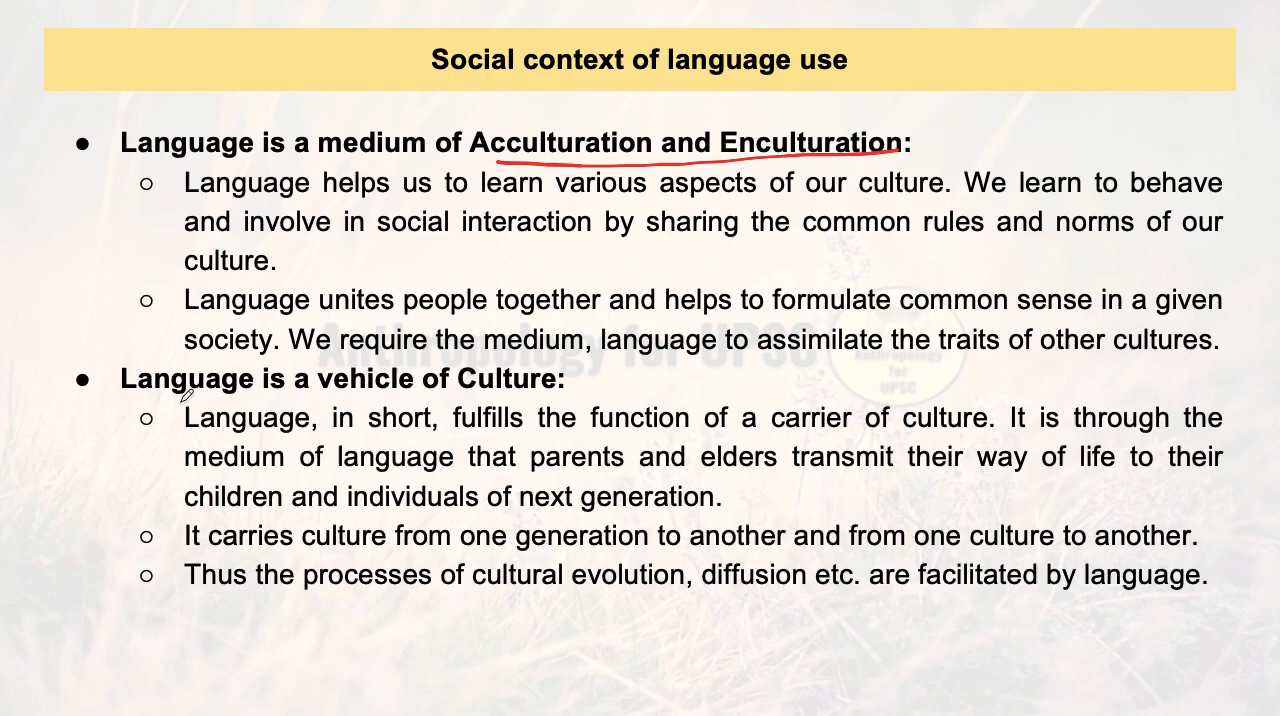 Social context of language use
● Language is a medium of Acculturation and Enculturation:
○ Language helps us to learn various aspects of our culture. We learn to behave
and involve in social interaction by sharing the common rules and norms of our
culture.
○ Language unites people together and helps to formulate common sense in a given
society. We require the medium, language to assimilate the traits of other cultures.
Anthropology for UPSC
Anthropology
for
UPSC
● Language is a vehicle of Culture:
○ Language, in short, fulfills the function of a carrier of culture. It is through the
medium of language that parents and elders transmit their way of life to their
children and individuals of next generation.
○ It carries culture from one generation to another and from one culture to another.
○ Thus the processes of cultural evolution, diffusion etc. are facilitated by language.